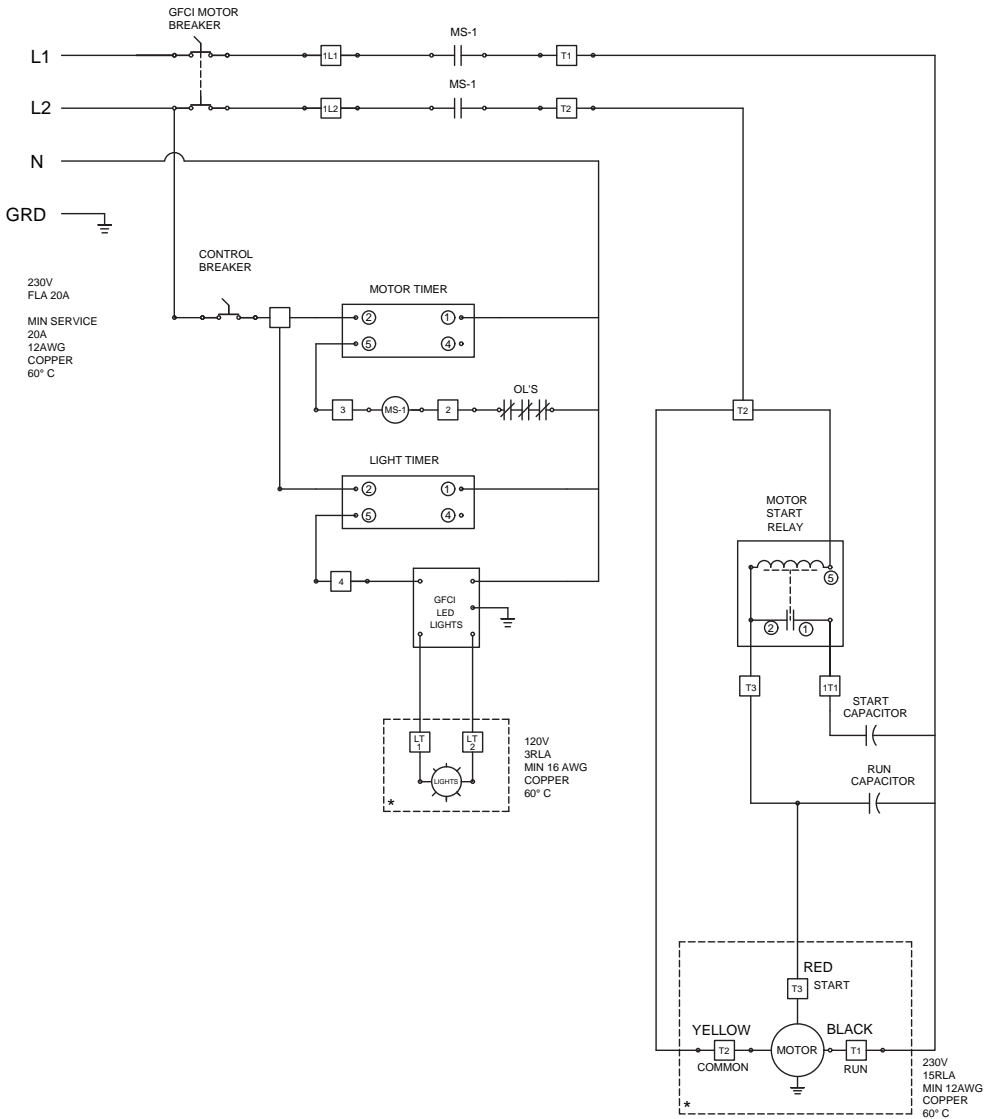 GFCI MOTOR
BREAKER
L1
1L1
MS-1
T1
L2
1L2
MS-1
T2
N
GRD
230V
FLA 20A
MIN SERVICE
20A
12AWG
COPPER
60° C
CONTROL
BREAKER
MOTOR TIMER
2
1
5
4
3
MS-1
2
OL'S
LIGHT TIMER
2
1
5
4
4
GFCI
LED
LIGHTS
LT
1
LT
2
LIGHTS
*
120V
3RLA
MIN 16 AWG
COPPER
60° C
T2
MOTOR
START
RELAY
5
2
1
T3
1T1
START
CAPACITOR
RUN
CAPACITOR
RED
T3
START
YELLOW
T2
COMMON
MOTOR
BLACK
T1
RUN
*
230V
15RLA
MIN 12AWG
COPPER
60° C